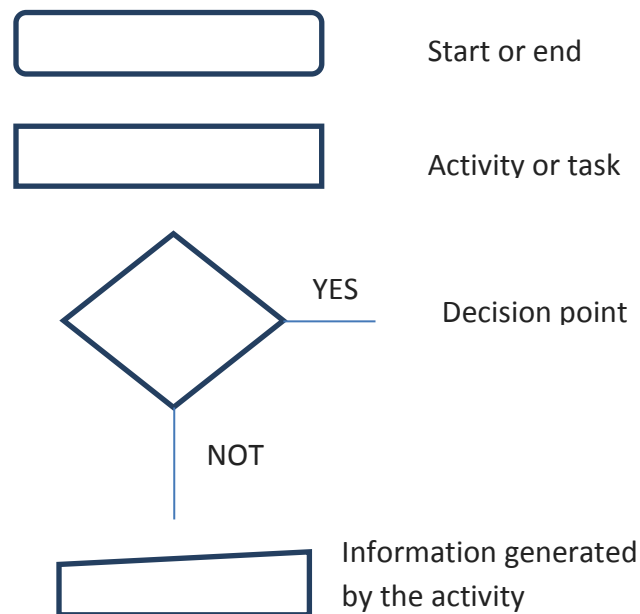 Start or end
Activity or task
YES
Decision point
NOT
Information generated
by the activity